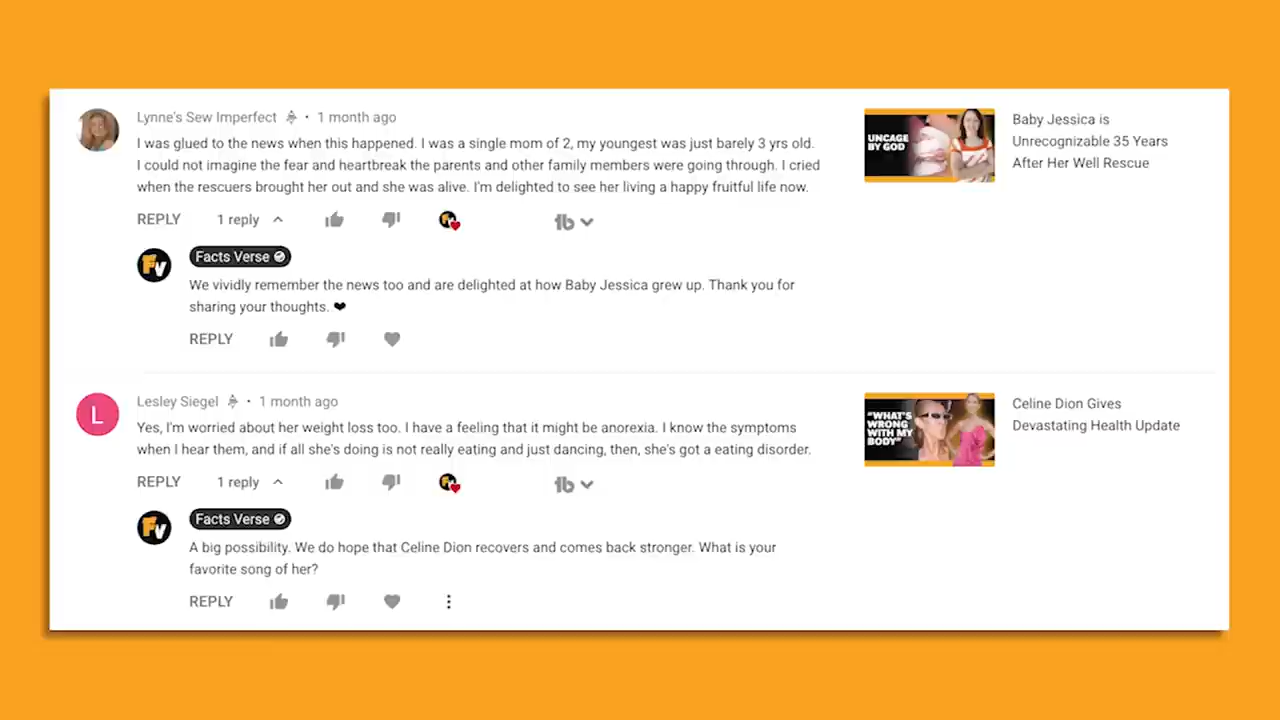 Lynne's Sew Imperfect • 1 month ago
I was glued to the news when this happened. I was a single mom of 2, my youngest was just barely 3 yrs old.
I could not imagine the fear and heartbreak the parents and other family members were going through. I cried
when the rescuers brought her out and she was alive. I'm delighted to see her living a happy fruitful life now.
REPLY 1 reply
UNCAGE
BY GOD
Baby Jessica is
Unrecognizable 35 Years
After Her Well Rescue
FV
Facts Verse
We vividly remember the news too and are delighted at how Baby Jessica grew up. Thank you for
sharing your thoughts. ❤
REPLY
L
Lesley Siegel • 1 month ago
Yes, I'm worried about her weight loss too. I have a feeling that it might be anorexia. I know the symptoms
when I hear them, and if all she's doing is not really eating and just dancing, then, she's got a eating disorder.
REPLY 1 reply
"WHAT'S
WRONG
WITH MY
BODY"
Celine Dion Gives
Devastating Health Update
FV
Facts Verse
A big possibility. We do hope that Celine Dion recovers and comes back stronger. What is your
favorite song of her?
REPLY